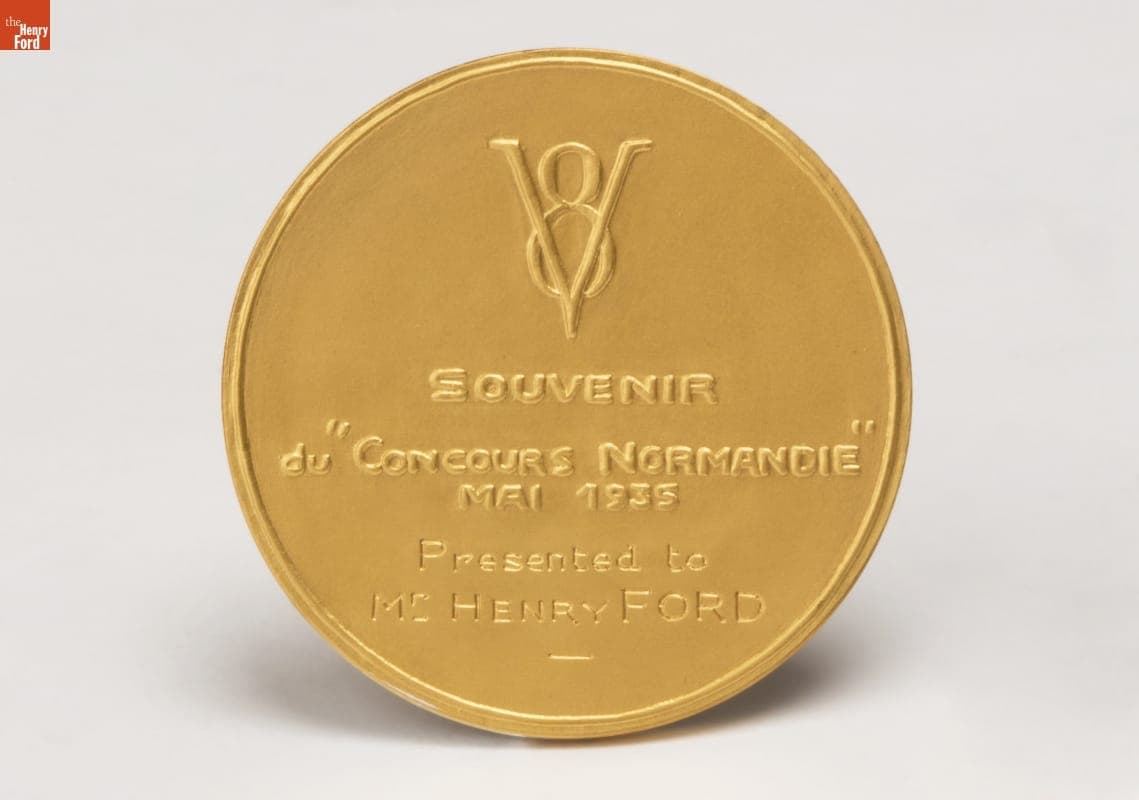 the
Henry
Ford
V8
SOUVENIR
du "CONCOURS NORMANDIE"
MAI 1935
Presented to
Mr HENRY FORD